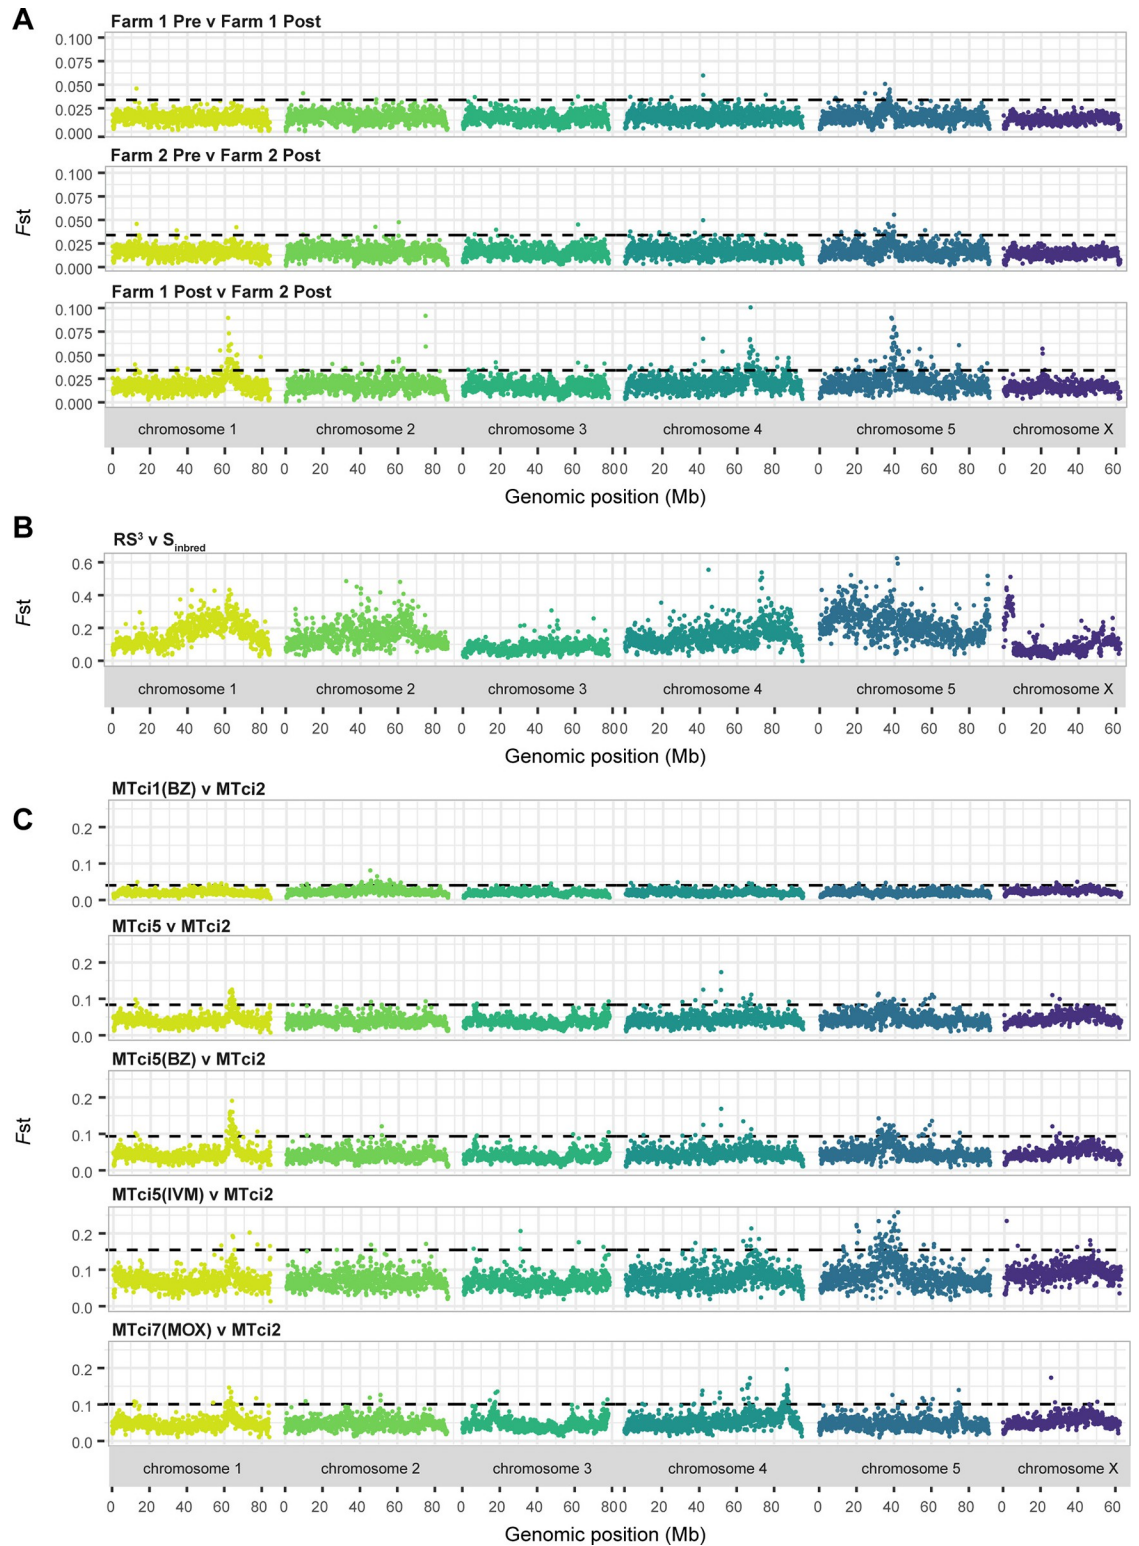 A
Farm 1 Pre v Farm 1 Post
0.100
0.075
0.050
0.025
0.000
Farm 2 Pre v Farm 2 Post
0.100
0.075
0.050
0.025
0.000
Fst
Farm 1 Post v Farm 2 Post
0.100
0.075
0.050
0.025
0.000
chromosome 1 chromosome 2 chromosome 3 chromosome 4 chromosome 5 chromosome X
0 20 40 60 80 0 20 40 60 80 0 20 40 60 80 0 20 40 60 80 0 20 40 60 80 0 20 40 60
Genomic position (Mb)
B
RS³ v Sinbred
0.6
0.4
0.2
0.0
Fst
chromosome 1 chromosome 2 chromosome 3 chromosome 4 chromosome 5 chromosome X
0 20 40 60 80 0 20 40 60 80 0 20 40 60 80 0 20 40 60 80 0 20 40 60 80 0 20 40 60
Genomic position (Mb)
C
MTci1(BZ) v MTci2
0.2
0.1
0.0
MTci5 v MTci2
0.2
0.1
0.0
MTci5(BZ) v MTci2
0.2
0.1
0.0
Fst
MTci5(IVM) v MTci2
0.2
0.1
0.0
MTci7(MOX) v MTci2
0.2
0.1
0.0
chromosome 1 chromosome 2 chromosome 3 chromosome 4 chromosome 5 chromosome X
0 20 40 60 80 0 20 40 60 80 0 20 40 60 80 0 20 40 60 80 0 20 40 60 80 0 20 40 60
Genomic position (Mb)